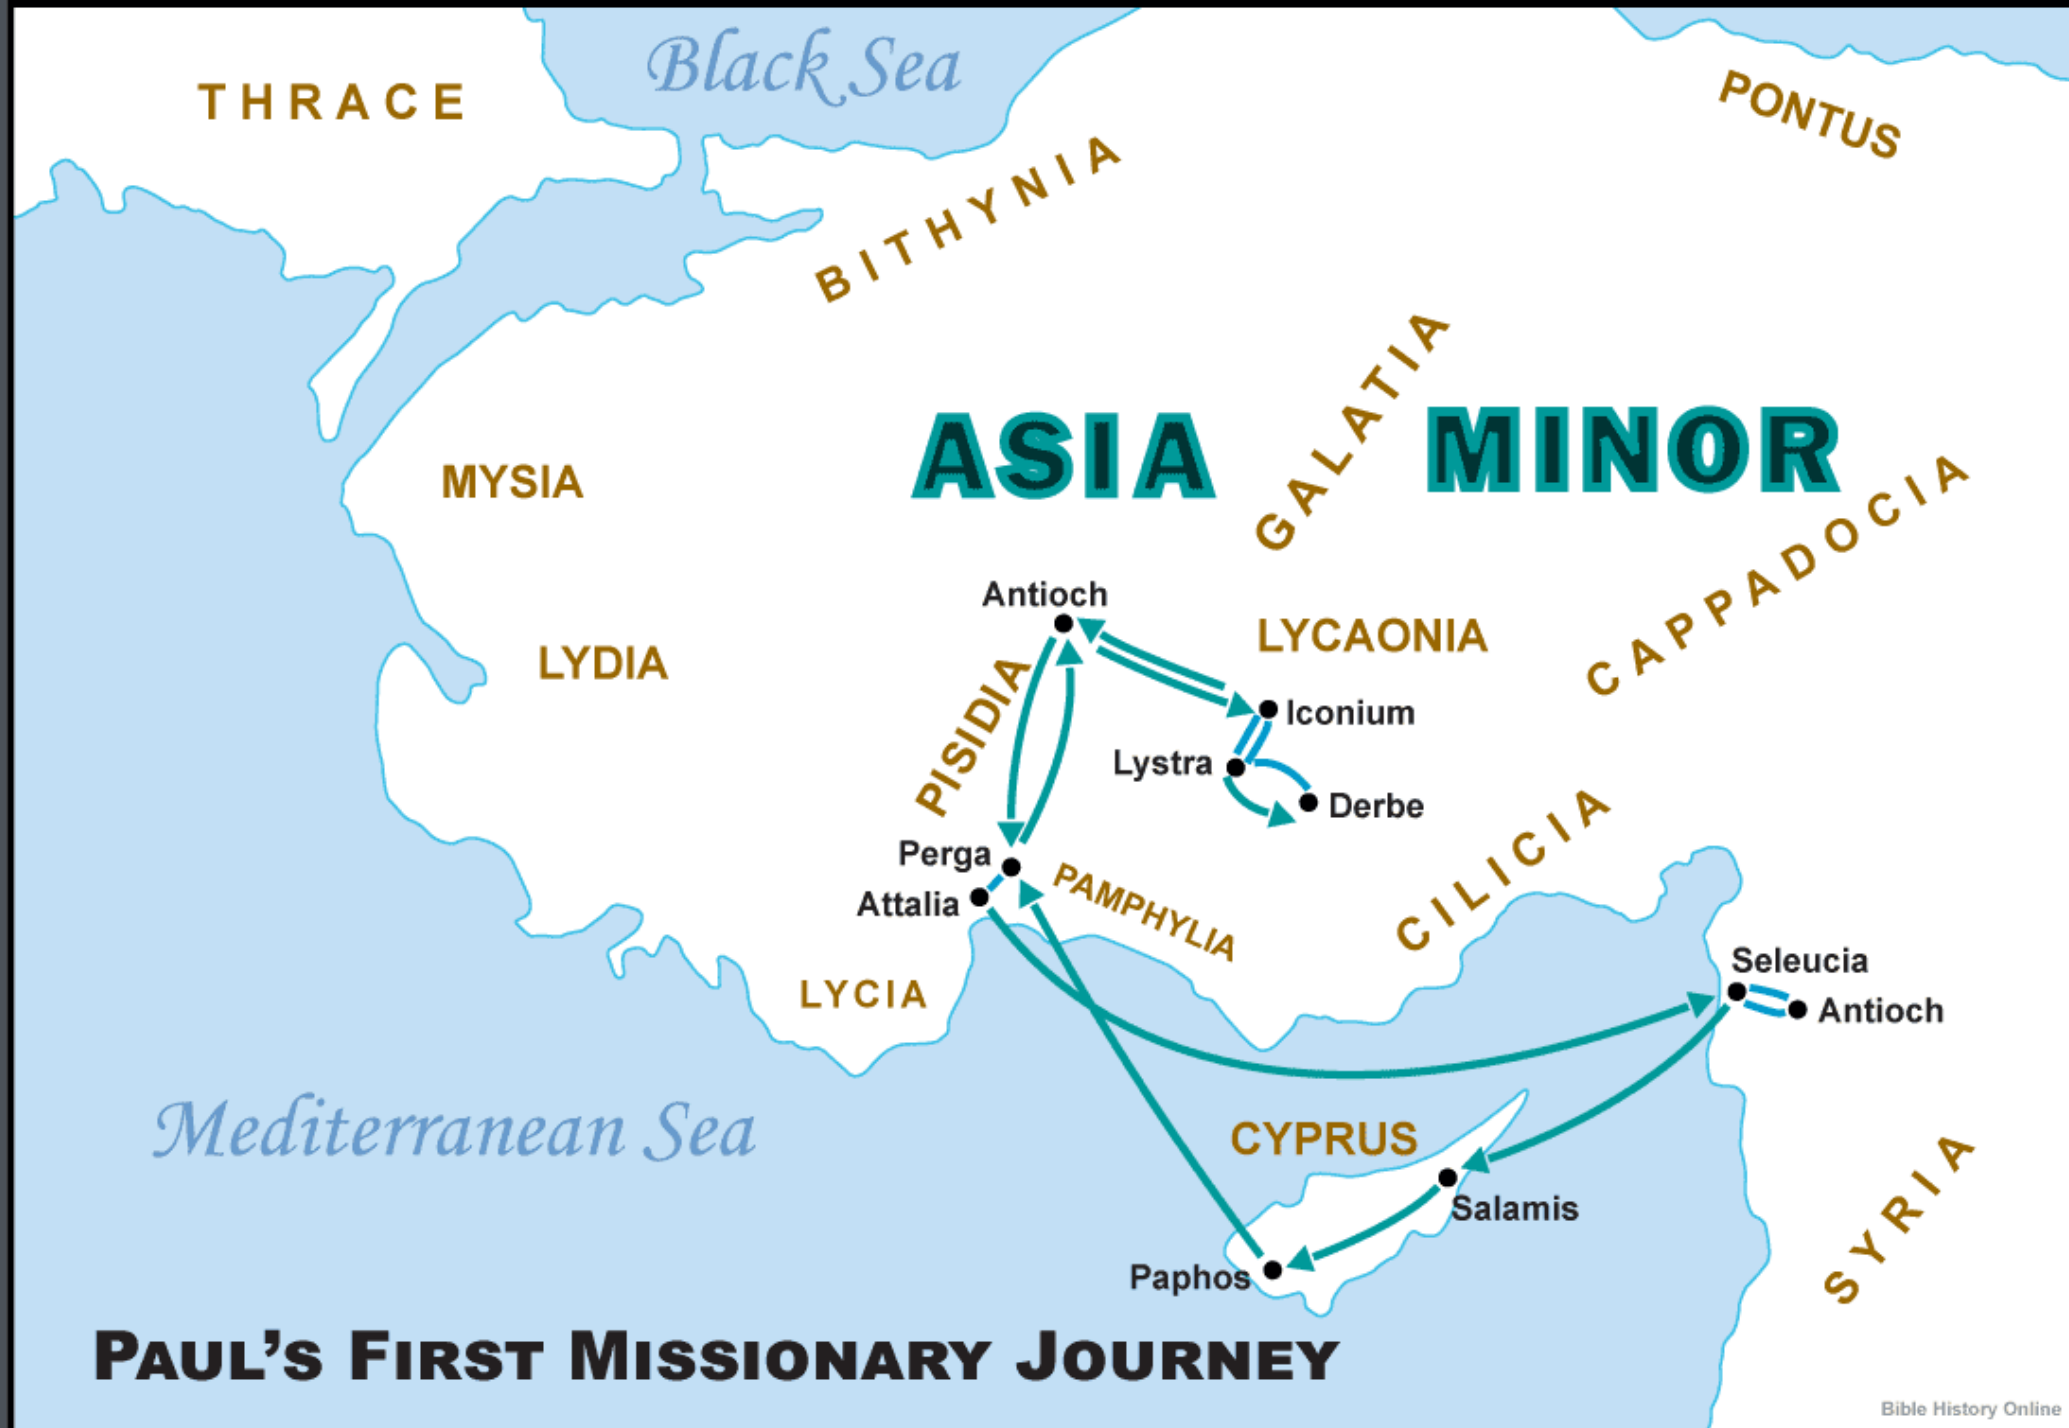 Black Sea
THRACE
PONTUS
BITHYNIA
GALATIA
ASIA MINOR
MYSIA
CAPPADOCIA
Antioch
LYCAONIA
LYDIA
PISIDIA
Iconium
Lystra
Derbe
Perga
PAMPHYLIA
CILICIA
Attalia
Seleucia
LYCIA
Antioch
Mediterranean Sea
CYPRUS
SYRIA
Salamis
Paphos
PAUL'S FIRST MISSIONARY JOURNEY
Bible History Online